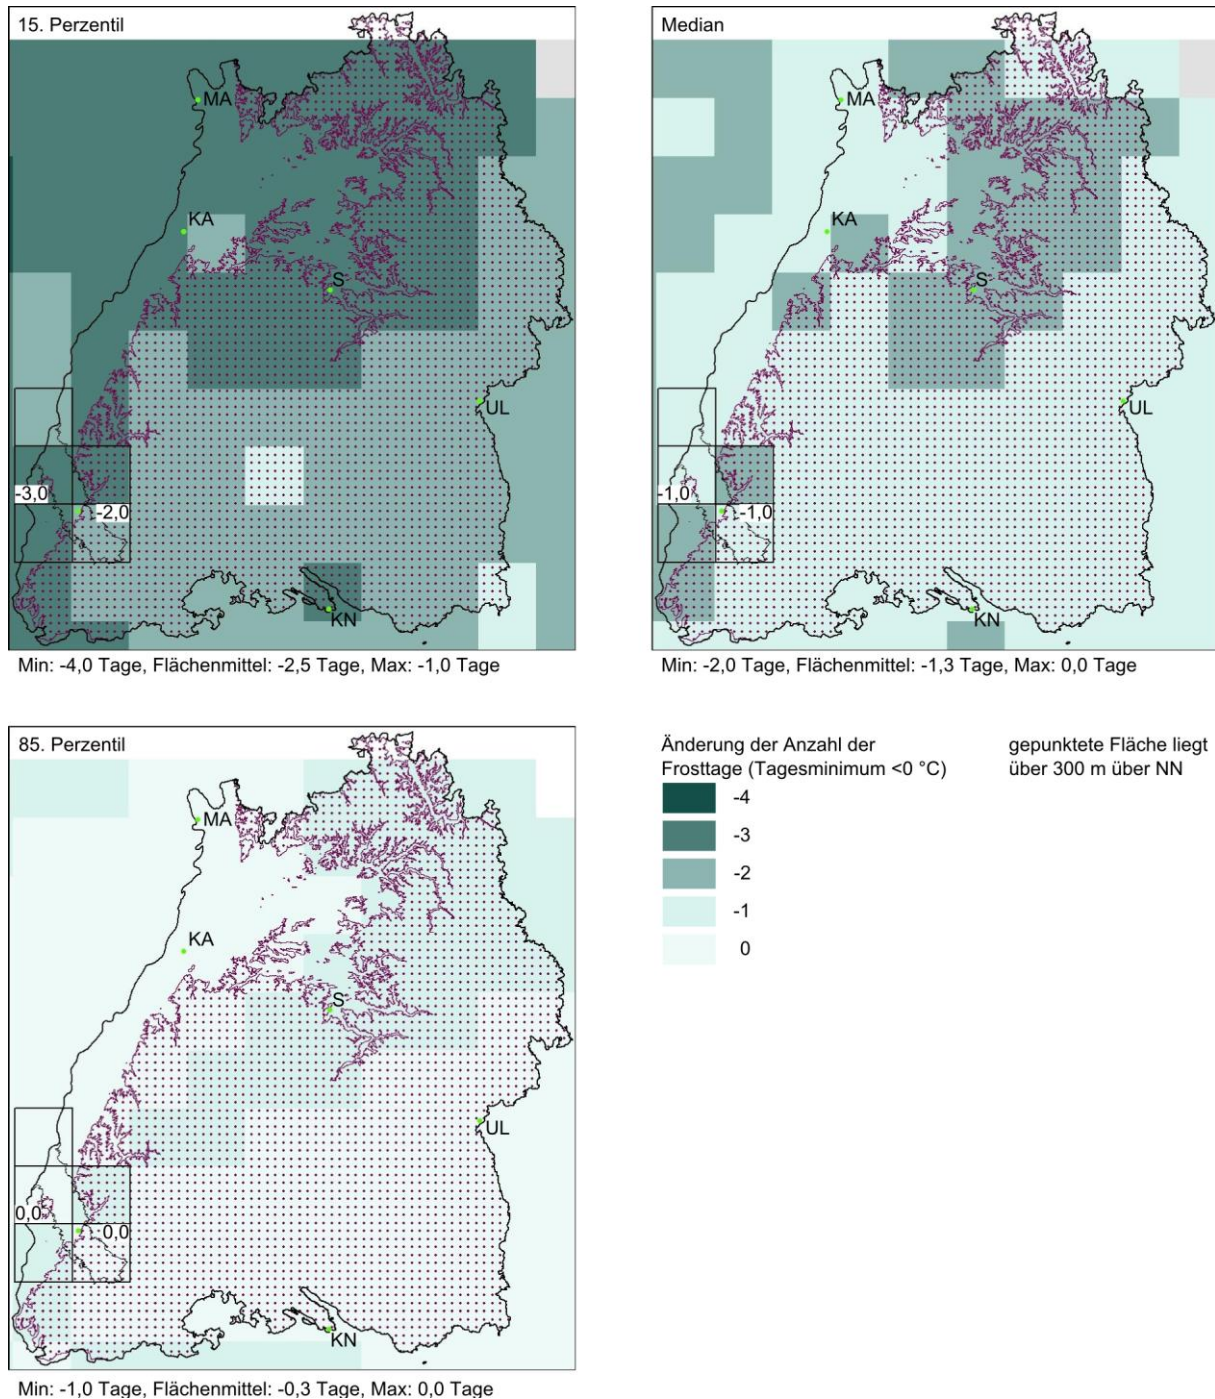 15. Perzentil
MA
KA
S
UL
-3,0
-2,0
KN
Min: -4,0 Tage, Flächenmittel: -2,5 Tage, Max: -1,0 Tage
Median
MA
KA
S
UL
-1,0
-1,0
KN
Min: -2,0 Tage, Flächenmittel: -1,3 Tage, Max: 0,0 Tage
85. Perzentil
MA
KA
S
UL
0,0
0,0
KN
Min: -1,0 Tage, Flächenmittel: -0,3 Tage, Max: 0,0 Tage
Änderung der Anzahl der
Frosttage (Tagesminimum <0 °C)
-4
-3
-2
-1
0
gepunktete Fläche liegt
über 300 m über NN